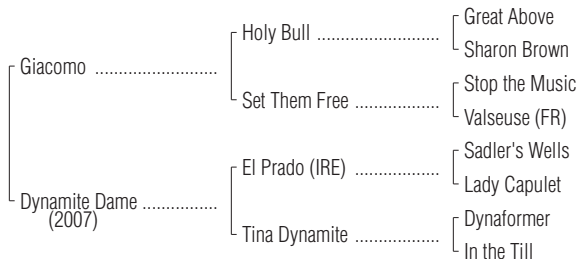 Great Above
Holy Bull ........................
Sharon Brown
Giacomo ........................
Stop the Music
Set Them Free .................
Valseuse (FR)
Sadler's Wells
El Prado (IRE) .................
Lady Capulet
Dynamite Dame ...............
(2007)
Dynaformer
Tina Dynamite .................
In the Till